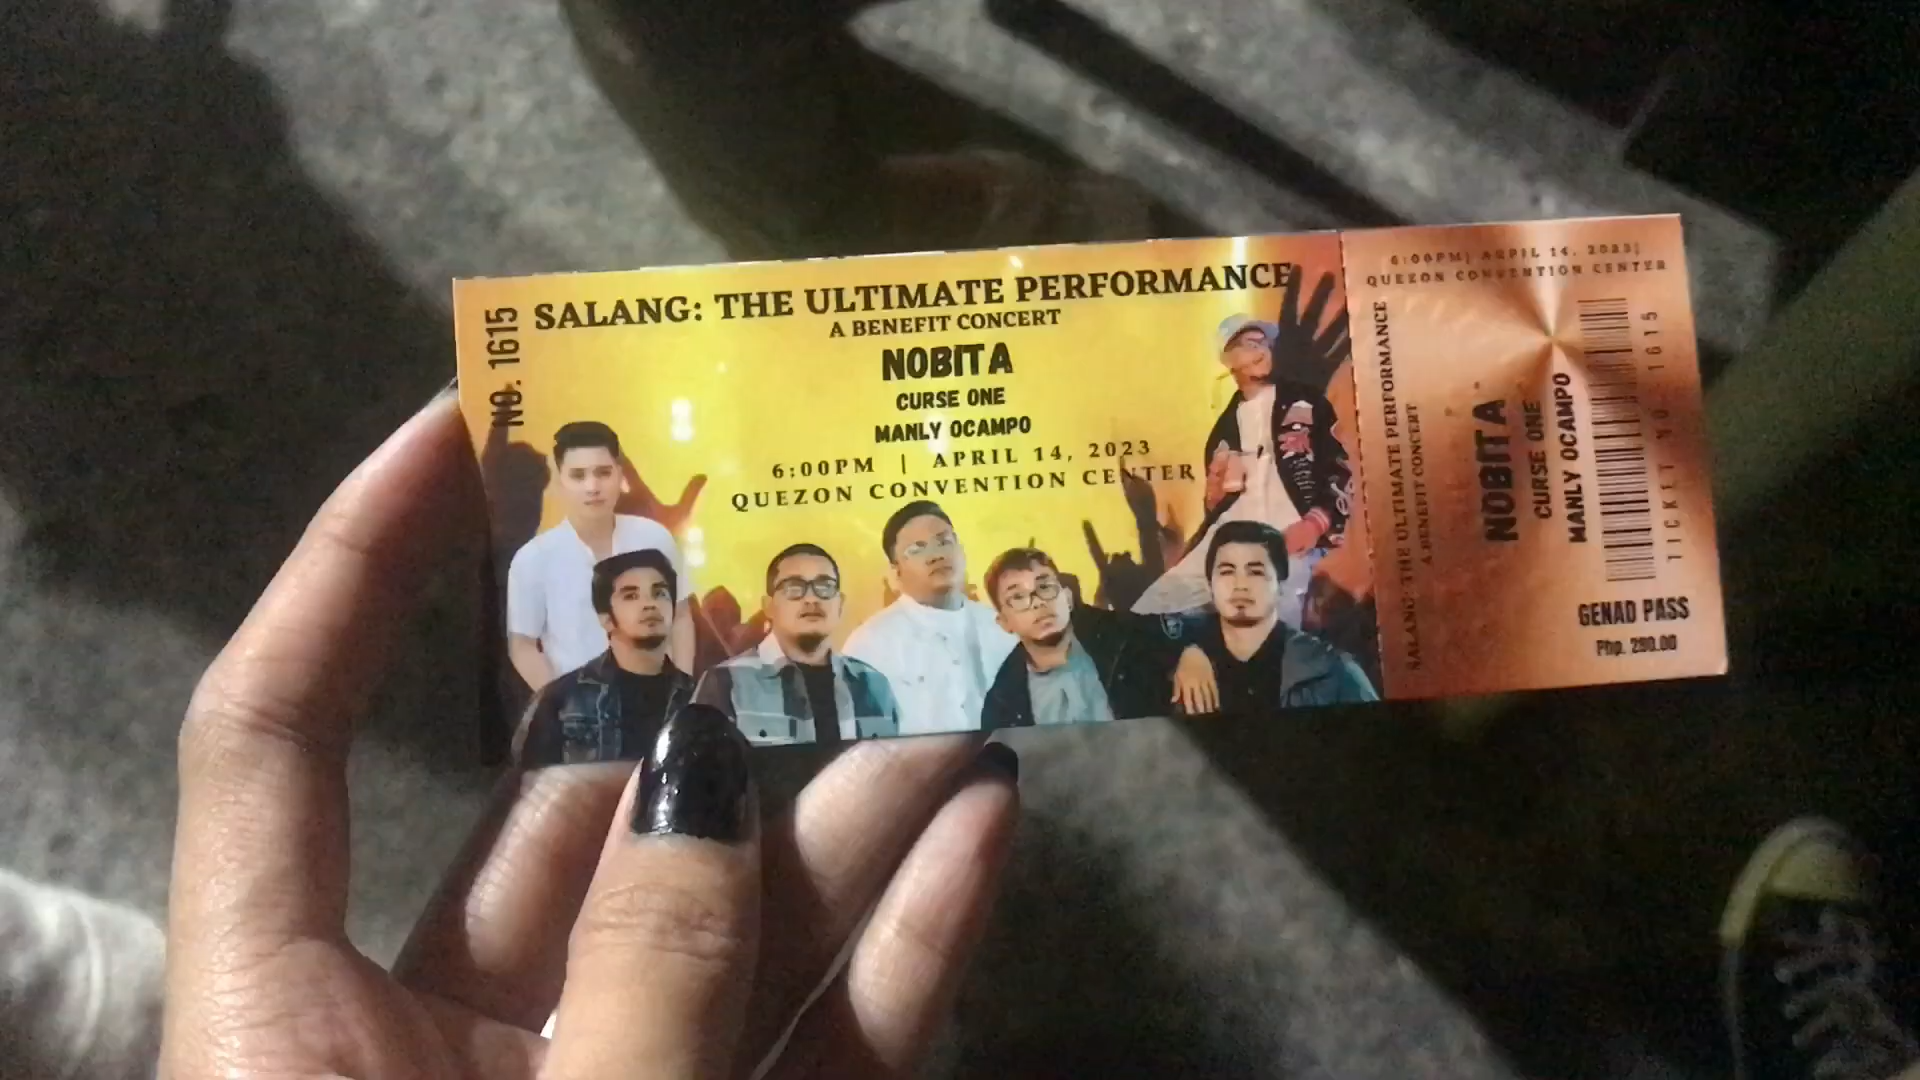 NO. 1615
SALANG: THE ULTIMATE PERFORMANCE
A BENEFIT CONCERT
NOBITA
CURSE ONE
MANLY OCAMPO
6:00PM | APRIL 14, 2023
QUEZON CONVENTION CENTER
6:00PM| APRIL 14, 2023|
QUEZON CONVENTION CENTER
SALANG: THE ULTIMATE PERFORMANCE
A BENEFIT CONCERT
NOBITA
CURSE ONE
MANLY OCAMPO
TICKET NO. 1615
GENAD PASS
Php. 280.00